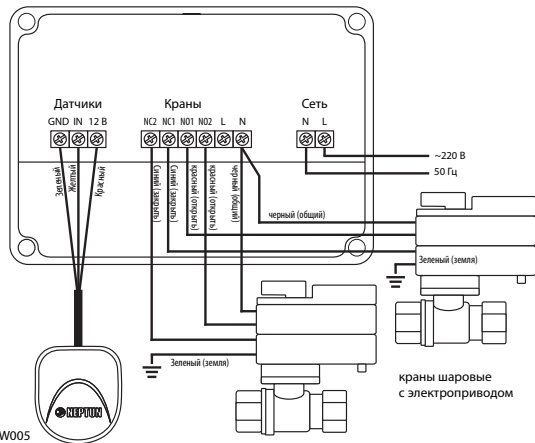 Датчики
Краны
Сеть
GND IN 12 В
NC2 NC1 NO1 NO2 L N
N L
Зеленый
Желтый
Красный
Синий (закрыть)
Синий (закрыть)
красный (открыть)
красный (открыть)
черный (общий)
~220 В
50 Гц
черный (общий)
Зеленый (земля)
Зеленый (земля)
NEPTUN
краны шаровые
с электроприводом
W005